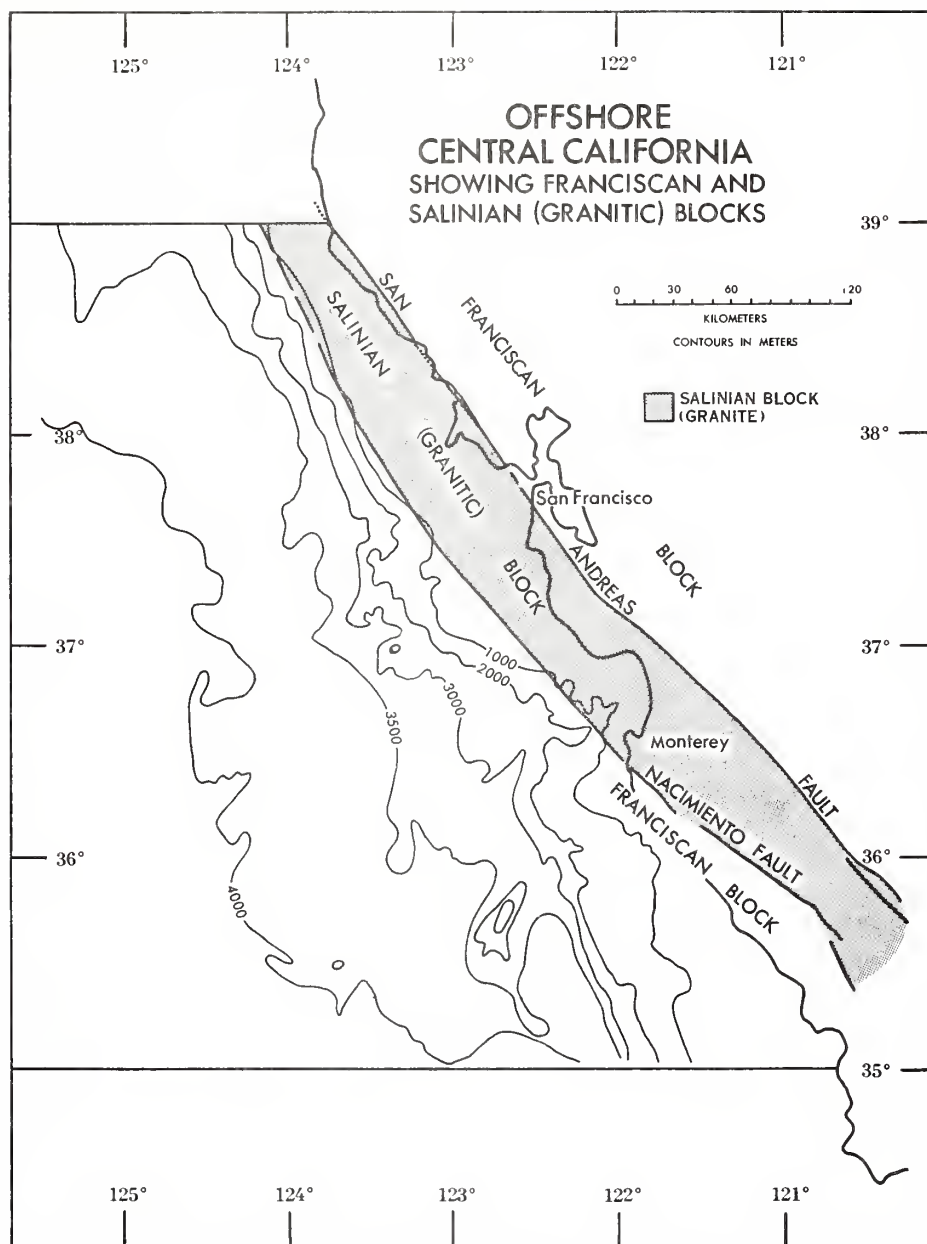 125°
124°
123°
122°
121°
OFFSHORE
CENTRAL CALIFORNIA
SHOWING FRANCISCAN AND
SALINIAN (GRANITIC) BLOCKS
39°
39°
0 30 60 120
KILOMETERS
CONTOURS IN METERS
SALINIAN BLOCK
(GRANITE)
SAN
FRANCISCAN
SALINIAN
38°
38°
(GRANITIC)
San Francisco
ANDREAS
BLOCK
BLOCK
37°
37°
1000
2000
3000
3500
Monterey
NACIMIENTO FAULT
FAULT
FRANCISCAN BLOCK
36°
36°
4000
35°
35°
125°
124°
123°
122°
121°